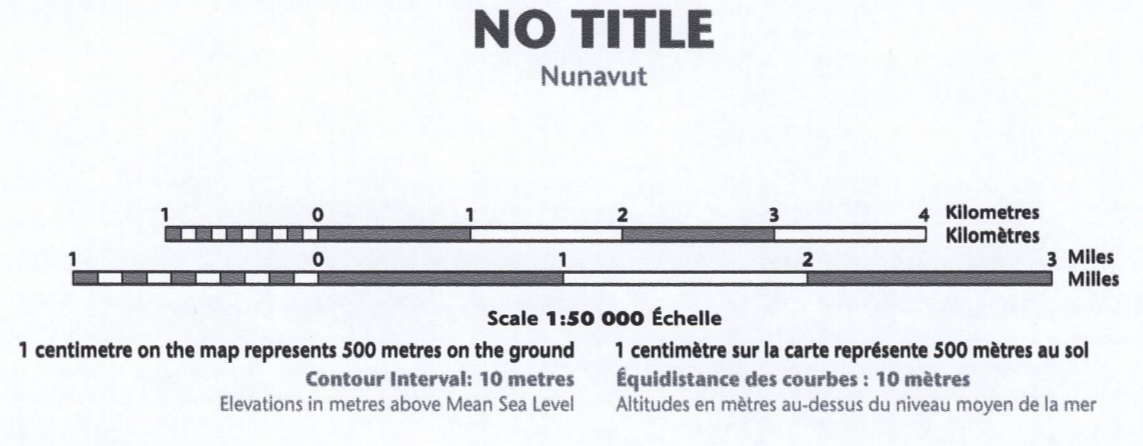 NO TITLE
Nunavut
1 0 1 2 3 4 Kilometres
Kilomètres
1 0 1 2 3 Miles
Milles
Scale 1:50 000 Échelle
1 centimetre on the map represents 500 metres on the ground
Contour Interval: 10 metres
Elevations in metres above Mean Sea Level
1 centimètre sur la carte représente 500 mètres au sol
Équidistance des courbes : 10 mètres
Altitudes en mètres au-dessus du niveau moyen de la mer